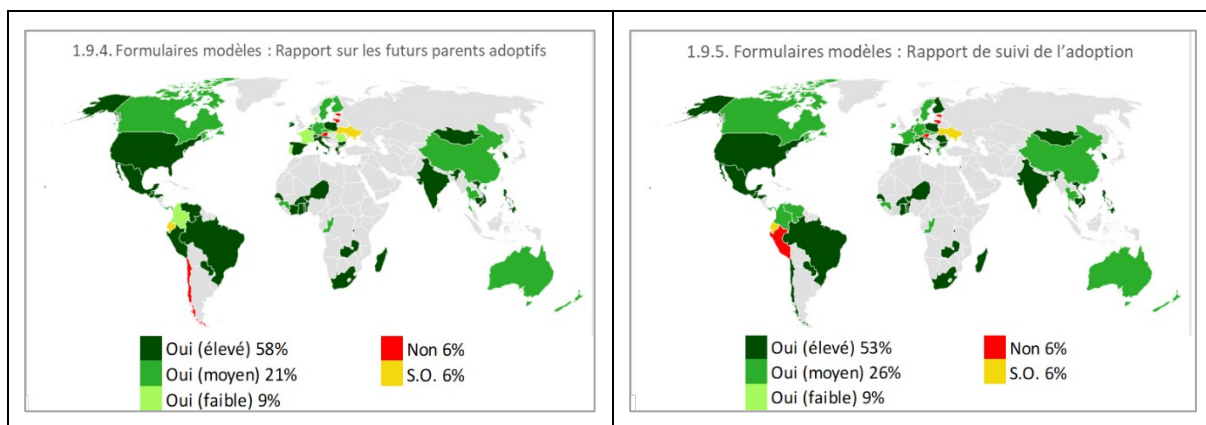 1.9.4. Formulaires modèles : Rapport sur les futurs parents adoptifs
Oui (élevé) 58%
Oui (moyen) 21%
Oui (faible) 9%
Non 6%
S.O. 6%
1.9.5. Formulaires modèles : Rapport de suivi de l'adoption
Oui (élevé) 53%
Oui (moyen) 26%
Oui (faible) 9%
Non 6%
S.O. 6%